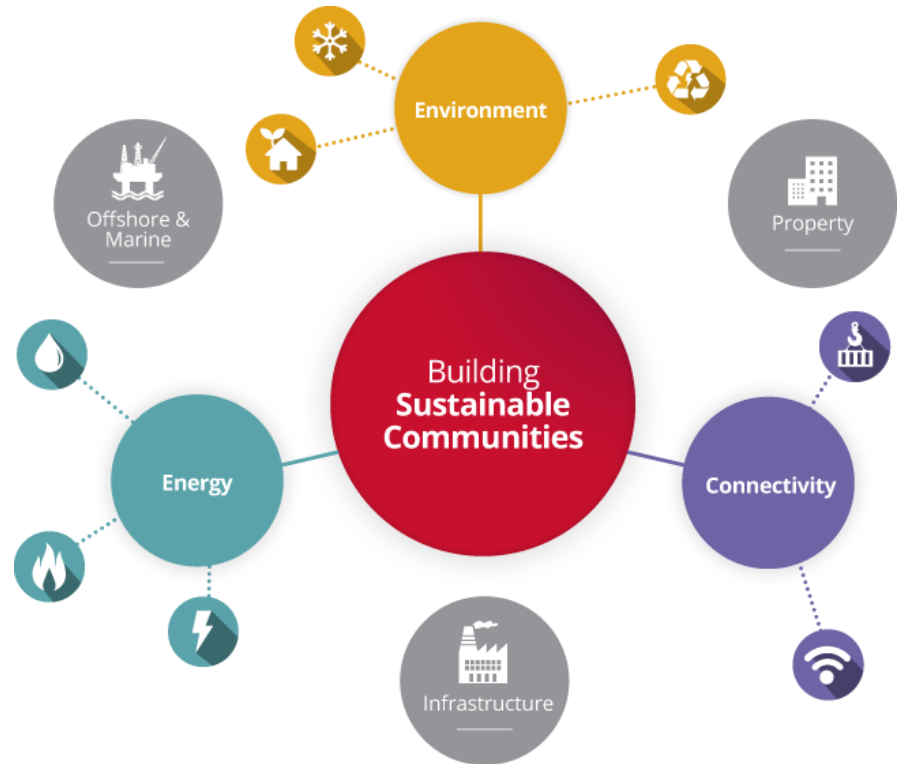 Environment
Offshore &
Marine
Property
Building
Sustainable
Communities
Energy
Connectivity
Infrastructure